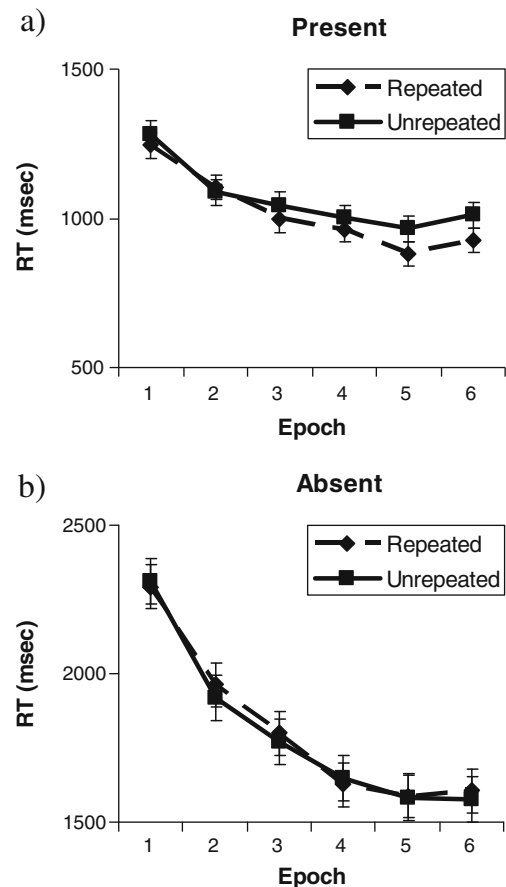 a)
Present
1500
Repeated
Unrepeated
RT (msec)
1000
500
1 2 3 4 5 6
Epoch
b)
Absent
2500
Repeated
Unrepeated
RT (msec)
2000
1500
1 2 3 4 5 6
Epoch